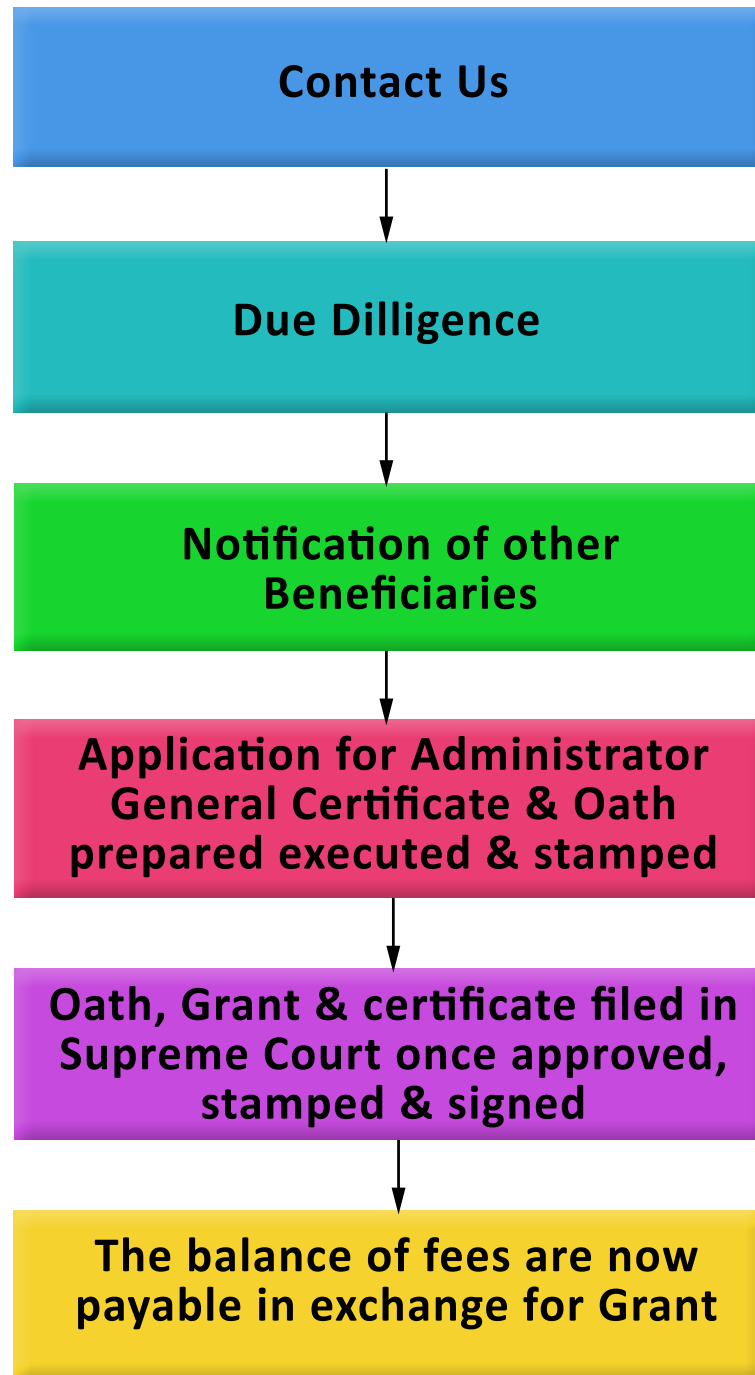 Contact Us
Due Dilligence
Notification of other
Beneficiaries
Application for Administrator
General Certificate & Oath
prepared executed & stamped
Oath, Grant & certificate filed in
Supreme Court once approved,
stamped & signed
The balance of fees are now
payable in exchange for Grant